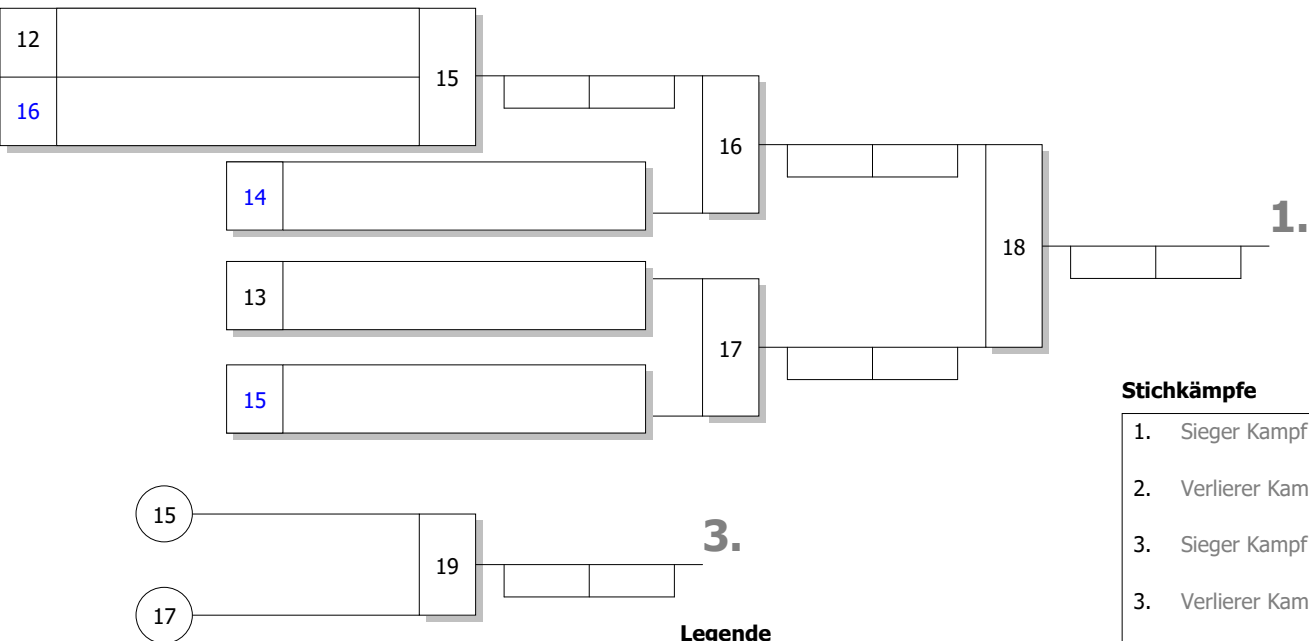 12
15
16
16
14
1.
18
13
17
15
Stichkämpfe
1. Sieger Kampf
2. Verlierer Kam
15
3.
3. Sieger Kampf
19
3. Verlierer Kam
17
Legende